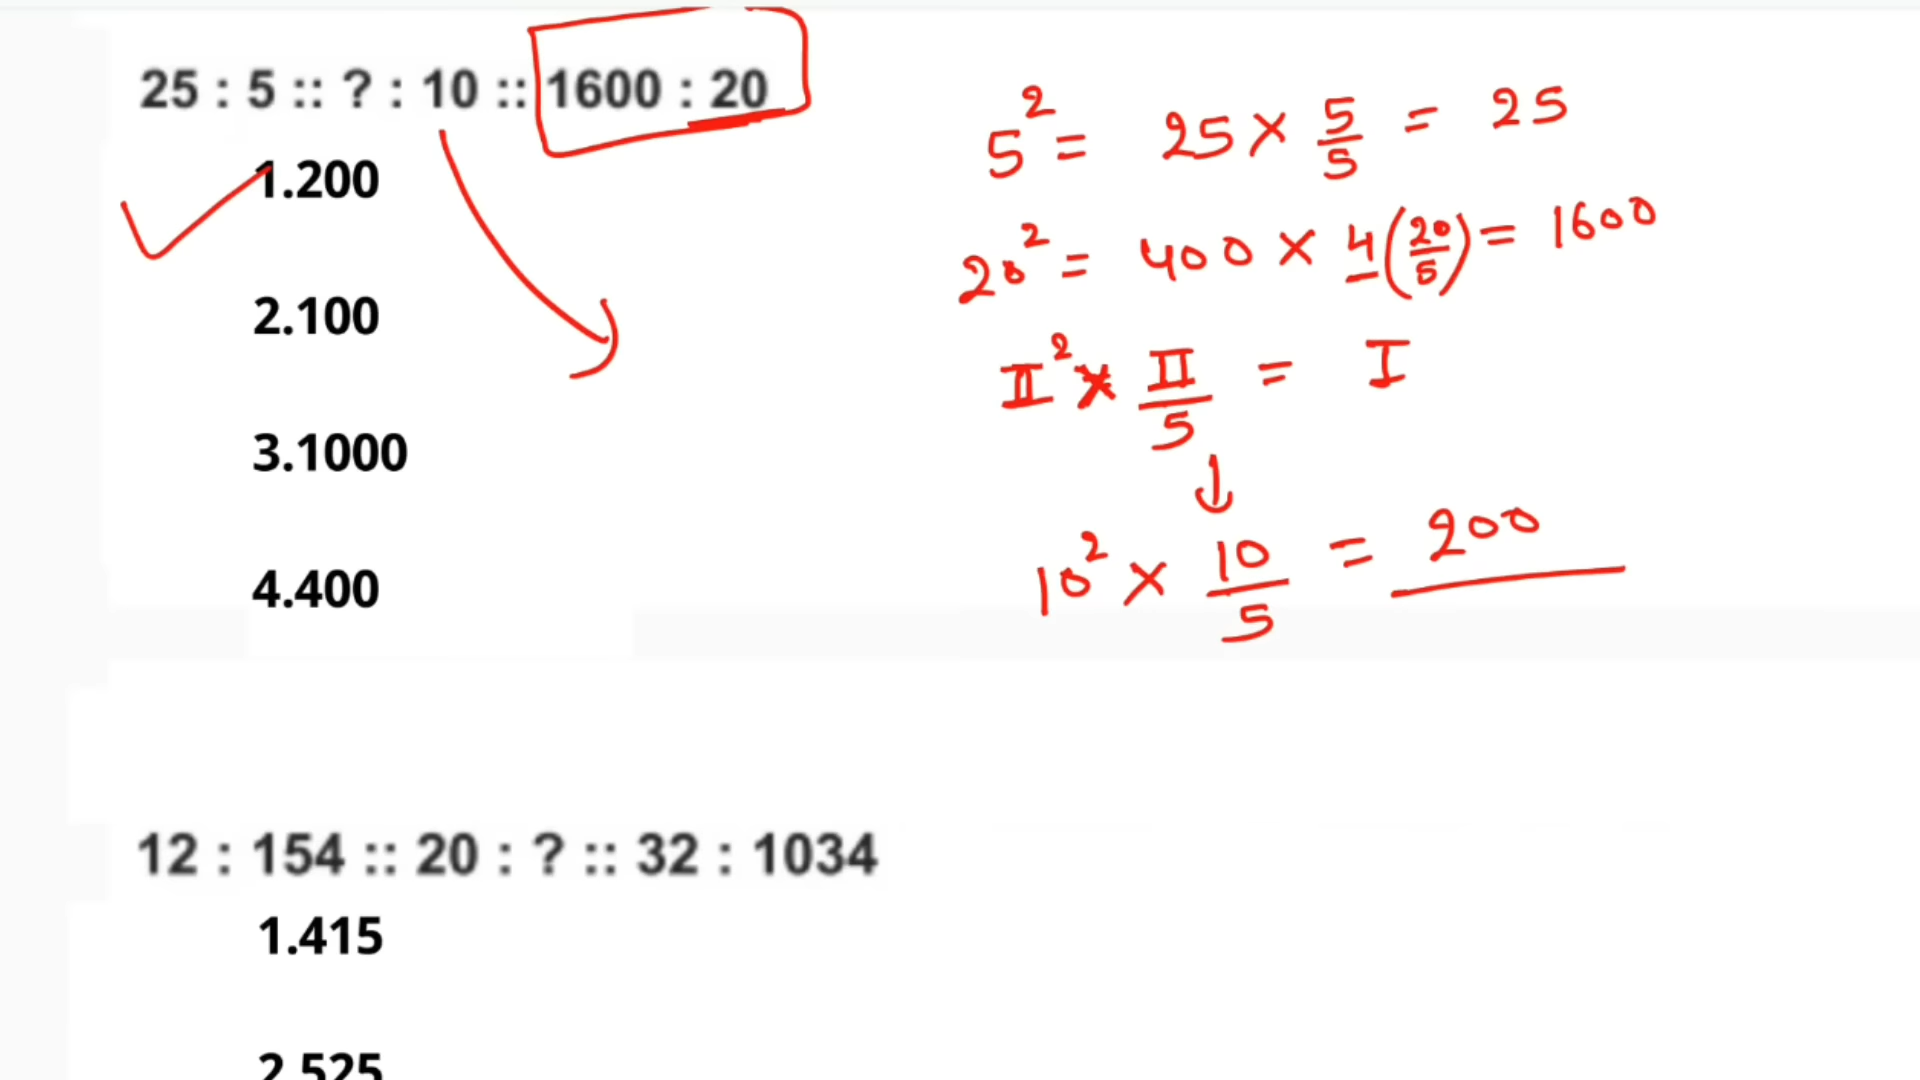 25 : 5 :: ? : 10 :: 1600 : 20
1.200
2.100
3.1000
4.400
5² = 25 × 5/5 = 25
20² = 400 × 4(20/5) = 1600
II² × II/5 = I
↓
10² × 10/5 = 200
12 : 154 :: 20 : ? :: 32 : 1034
1.415
2.525